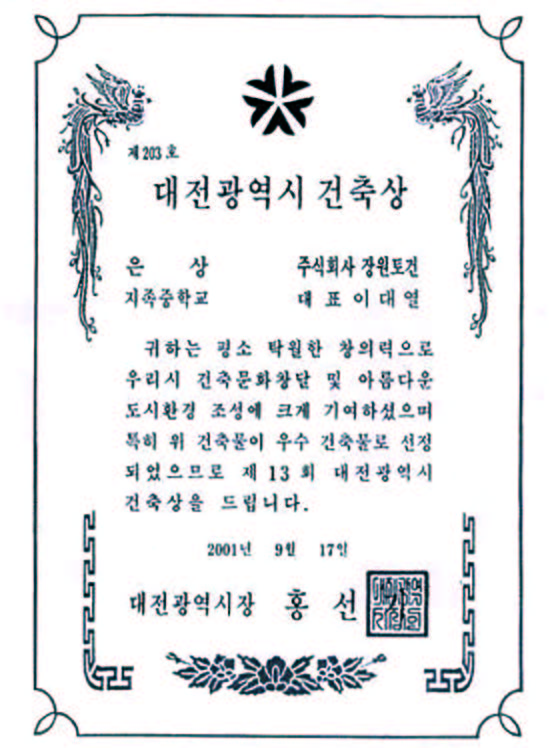 제 203 호
대전광역시 건축상
은 상 주식회사 장원토건
지족중학교 대 표 이 대 열
귀하는 평소 탁월한 창의력으로
우리시 건축문화창달 및 아름다운
도시환경 조성에 크게 기여하셨으며
특히 위 건축물이 우수 건축물로 선정
되었으므로 제 13 회 대전광역시
건축상을 드립니다.
2001년 9월 17일
대전광역시장 홍 선